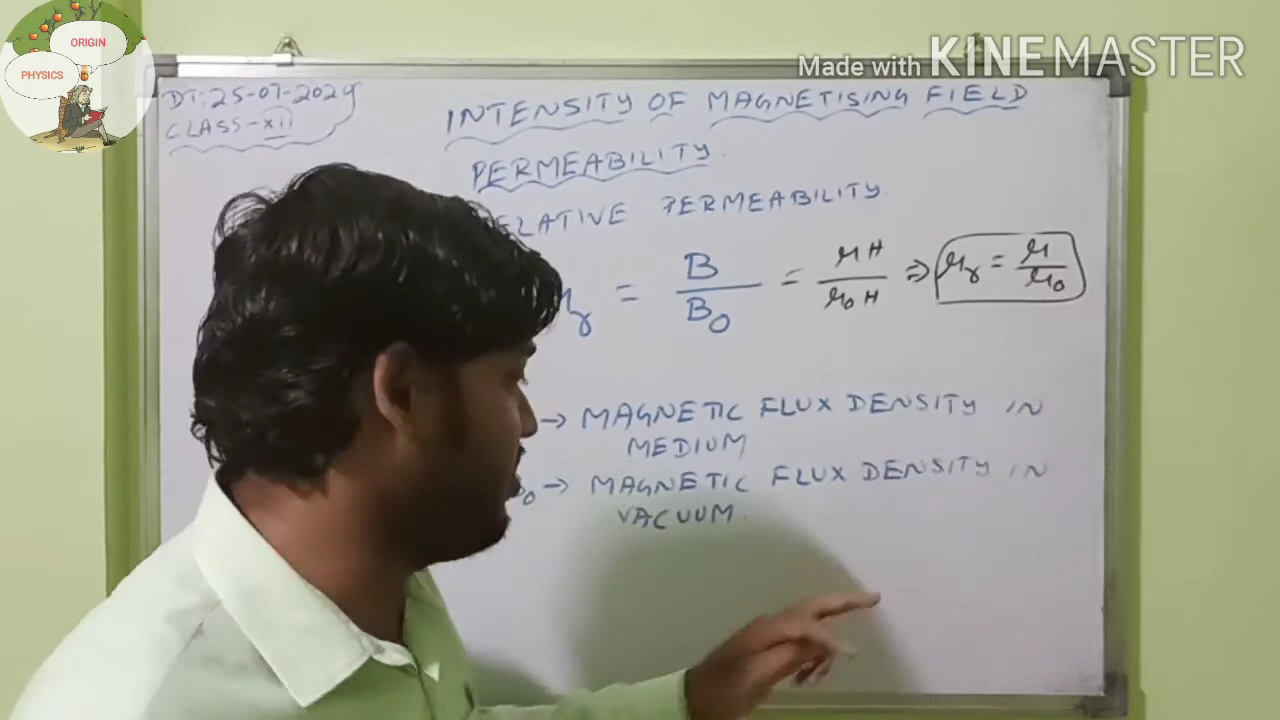 ORIGIN
PHYSICS
Made with KINEMASTER
DT:25-07-2024
CLASS-XII
INTENSITY OF MAGNETISING FIELD
PERMEABILITY.
RELATIVE PERMEABILITY.
= B/B₀ = μH/μ₀H ⇒ μᵣ = μ/μ₀
→ MAGNETIC FLUX DENSITY IN
MEDIUM
→ MAGNETIC FLUX DENSITY IN
VACUUM.